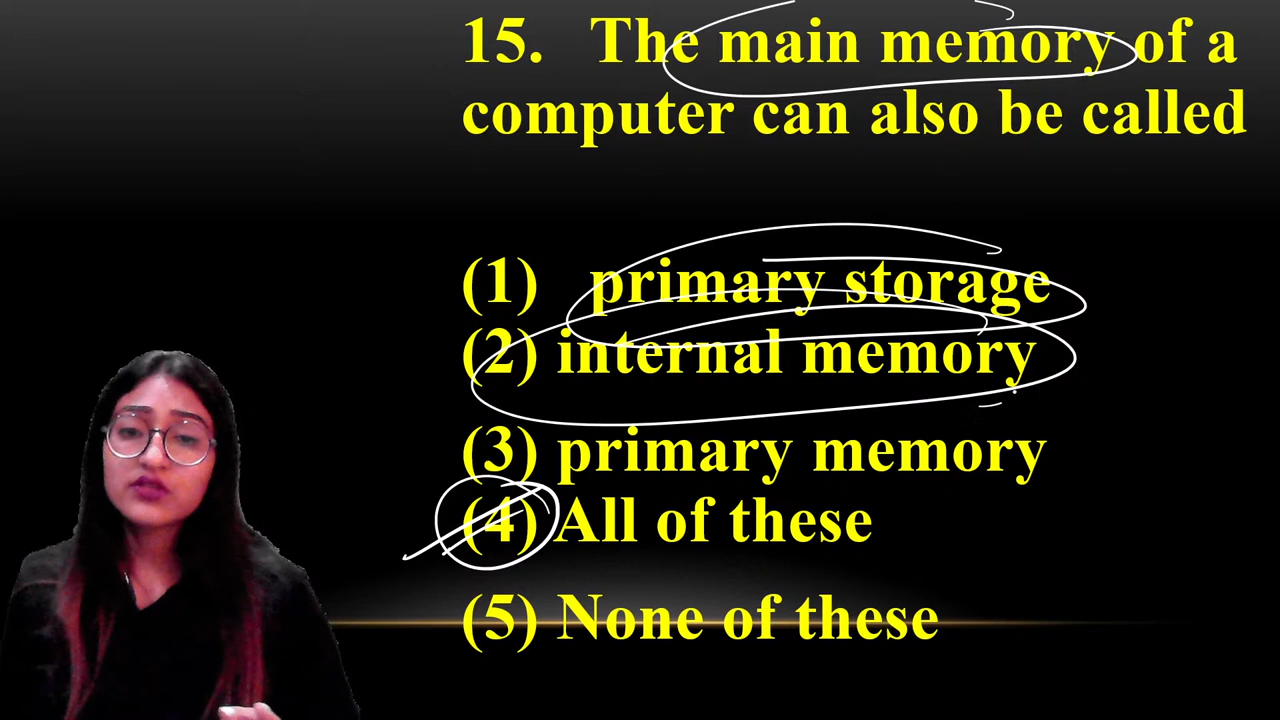 15. The main memory of a
computer can also be called
(1) primary storage
(2) internal memory
(3) primary memory
(4) All of these
(5) None of these